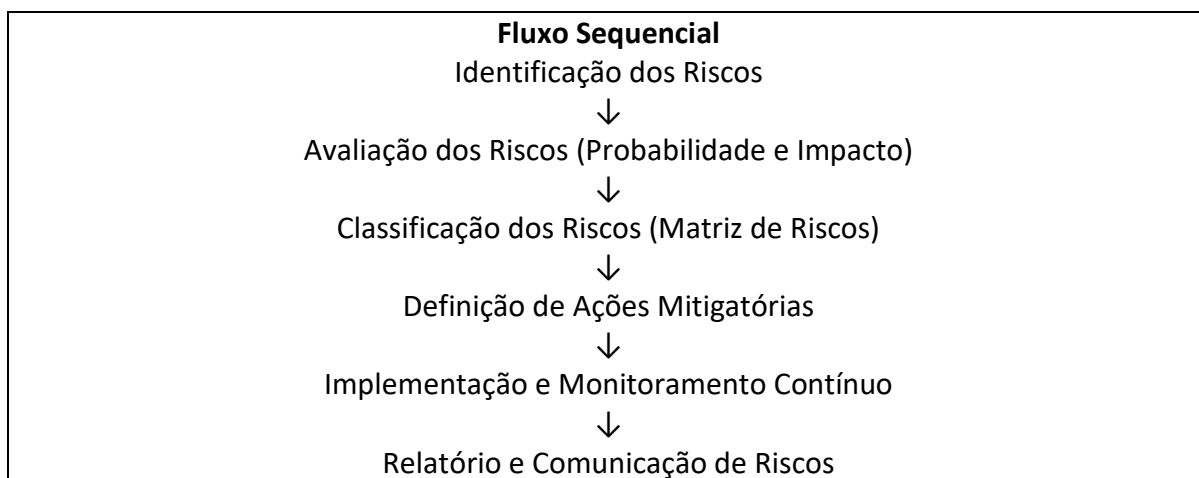 Fluxo Sequencial
Identificação dos Riscos
↓
Avaliação dos Riscos (Probabilidade e Impacto)
↓
Classificação dos Riscos (Matriz de Riscos)
↓
Definição de Ações Mitigatórias
↓
Implementação e Monitoramento Contínuo
↓
Relatório e Comunicação de Riscos